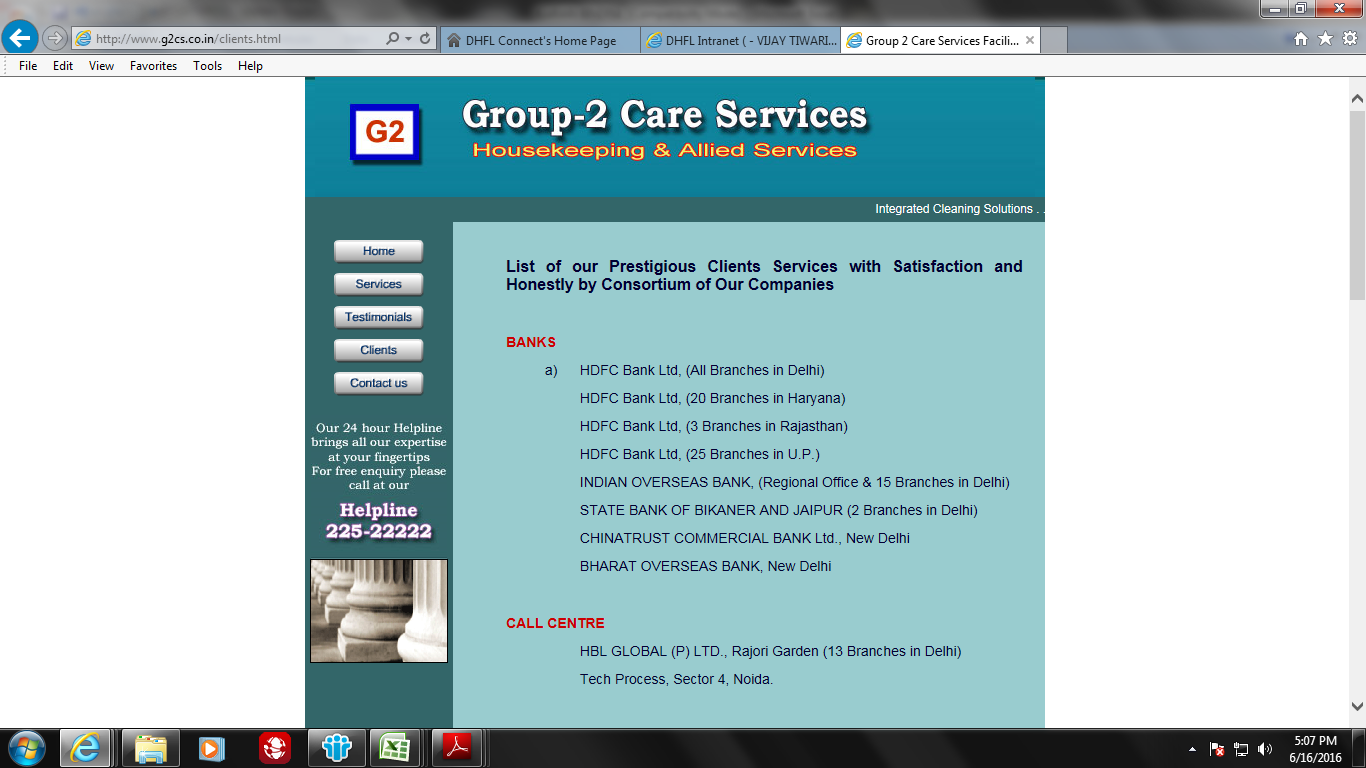 http://www.g2cs.co.in/clients.html
DHFL Connect's Home Page
DHFL Intranet ( - VIJAY TIWARI...
Group 2 Care Services Facili...
File Edit View Favorites Tools Help
G2
Group-2 Care Services
Housekeeping & Allied Services
Integrated Cleaning Solutions . .
Home
Services
Testimonials
Clients
Contact us
Our 24 hour Helpline
brings all our expertise
at your fingertips
For free enquiry please
call at our
Helpline
225-22222
List of our Prestigious Clients Services with Satisfaction and
Honestly by Consortium of Our Companies
BANKS
a) HDFC Bank Ltd, (All Branches in Delhi)
HDFC Bank Ltd, (20 Branches in Haryana)
HDFC Bank Ltd, (3 Branches in Rajasthan)
HDFC Bank Ltd, (25 Branches in U.P.)
INDIAN OVERSEAS BANK, (Regional Office & 15 Branches in Delhi)
STATE BANK OF BIKANER AND JAIPUR (2 Branches in Delhi)
CHINATRUST COMMERCIAL BANK Ltd., New Delhi
BHARAT OVERSEAS BANK, New Delhi
CALL CENTRE
HBL GLOBAL (P) LTD., Rajori Garden (13 Branches in Delhi)
Tech Process, Sector 4, Noida.
5:07 PM
6/16/2016